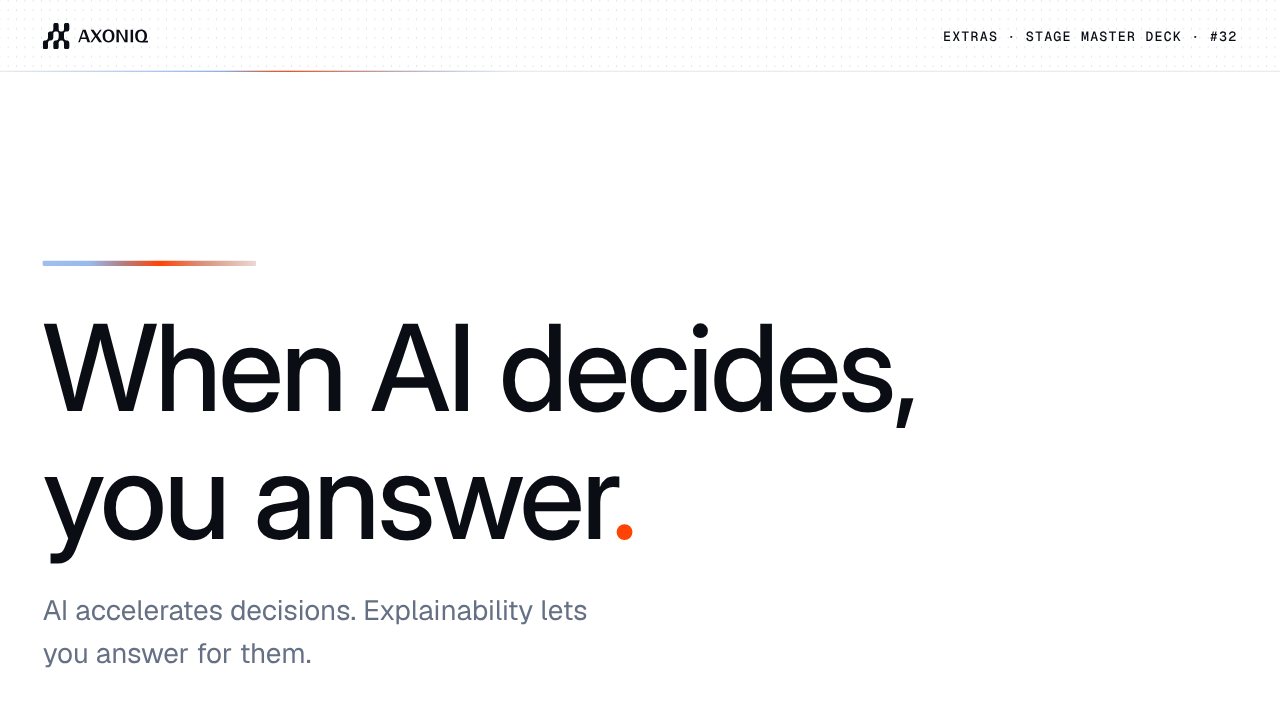 AXONIQ
EXTRAS · STAGE MASTER DECK · #32
When AI decides,
you answer.
AI accelerates decisions. Explainability lets
you answer for them.